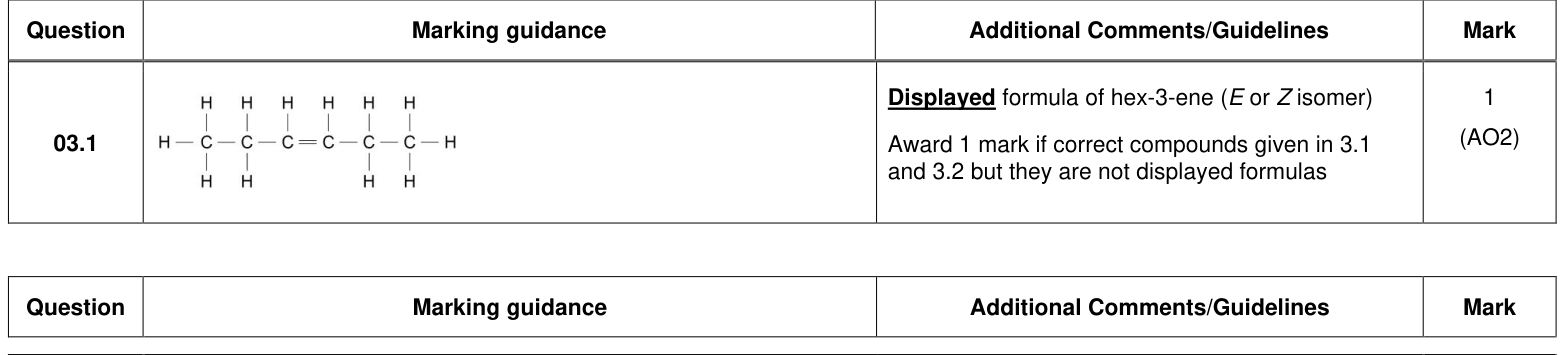 Question Marking guidance Additional Comments/Guidelines Mark
H H H H H H
Displayed formula of hex-3-ene (E or Z isomer) 1
03.1 H — C — C — C = C — C — C — H
Award 1 mark if correct compounds given in 3.1 (AO2)
and 3.2 but they are not displayed formulas
H H H H
Question Marking guidance Additional Comments/Guidelines Mark